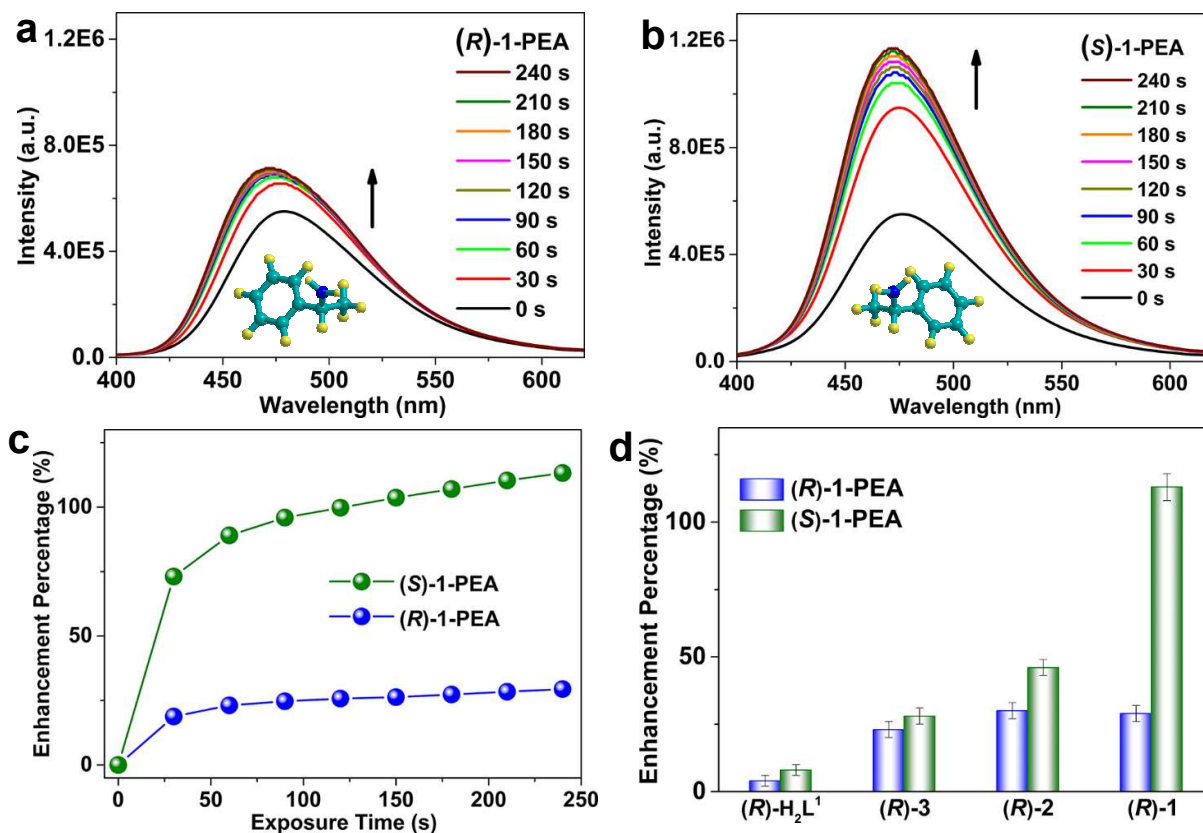 a
(R)-1-PEA
1.2E6
8.0E5
4.0E5
0.0
Intensity (a.u.)
240 s
210 s
180 s
150 s
120 s
90 s
60 s
30 s
0 s
400 450 500 550 600
Wavelength (nm)
b
(S)-1-PEA
1.2E6
8.0E5
4.0E5
0.0
Intensity (a.u.)
240 s
210 s
180 s
150 s
120 s
90 s
60 s
30 s
0 s
400 450 500 550 600
Wavelength (nm)
c
Enhancement Percentage (%)
100
50
0
(S)-1-PEA
(R)-1-PEA
0 50 100 150 200 250
Exposure Time (s)
d
Enhancement Percentage (%)
100
50
0
(R)-1-PEA
(S)-1-PEA
(R)-H₂L¹ (R)-3 (R)-2 (R)-1